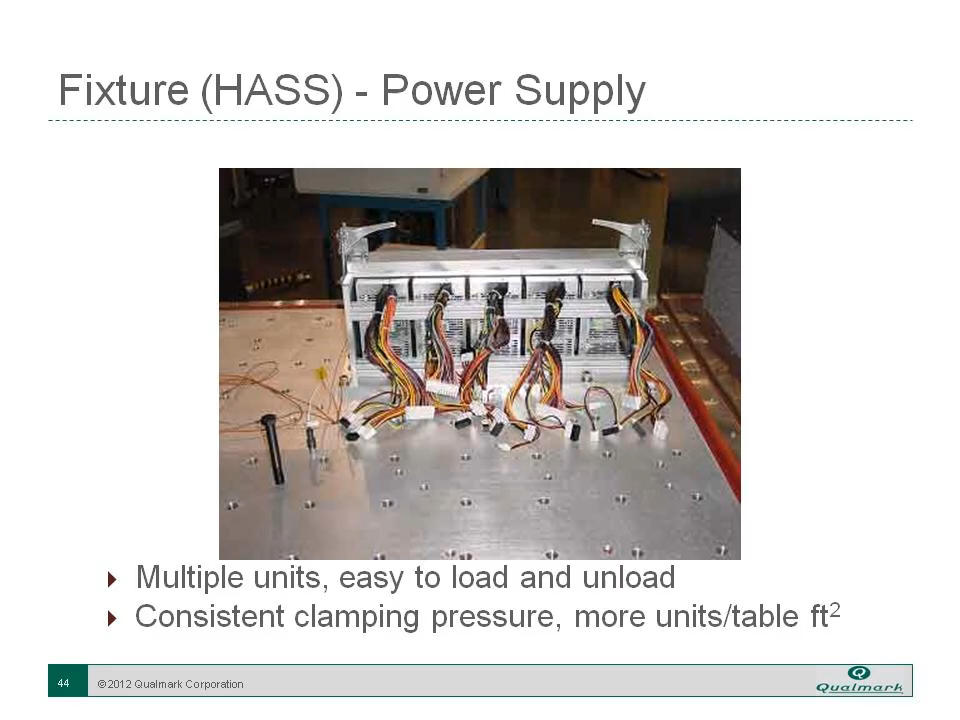 Fixture (HASS) - Power Supply
Multiple units, easy to load and unload
Consistent clamping pressure, more units/table ft²
44 © 2012 Qualmark Corporation
Qualmark